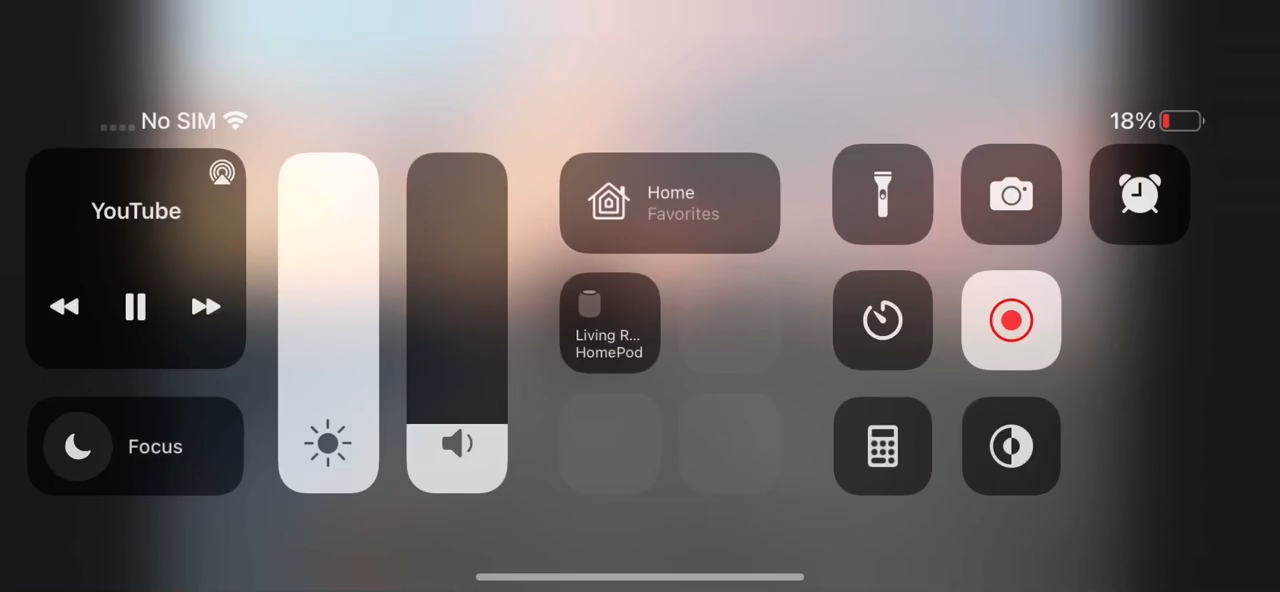 No SIM
18%
YouTube
Home
Favorites
Living R...
HomePod
Focus